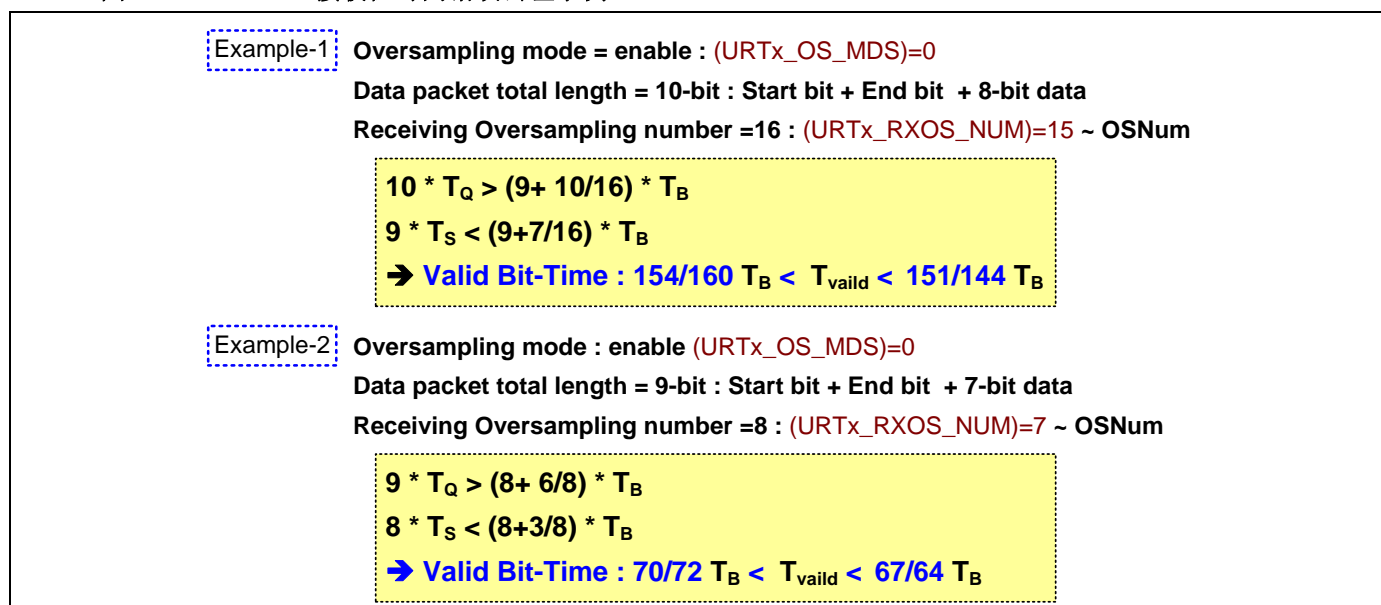 Example-1 Oversampling mode = enable : (URTx_OS_MDS)=0
Data packet total length = 10-bit : Start bit + End bit + 8-bit data
Receiving Oversampling number =16 : (URTx_RXOS_NUM)=15 ~ OSNum
10 * TQ > (9+ 10/16) * TB
9 * TS < (9+7/16) * TB
➔ Valid Bit-Time : 154/160 TB < Tvaild < 151/144 TB
Example-2 Oversampling mode : enable (URTx_OS_MDS)=0
Data packet total length = 9-bit : Start bit + End bit + 7-bit data
Receiving Oversampling number =8 : (URTx_RXOS_NUM)=7 ~ OSNum
9 * TQ > (8+ 6/8) * TB
8 * TS < (8+3/8) * TB
➔ Valid Bit-Time : 70/72 TB < Tvaild < 67/64 TB